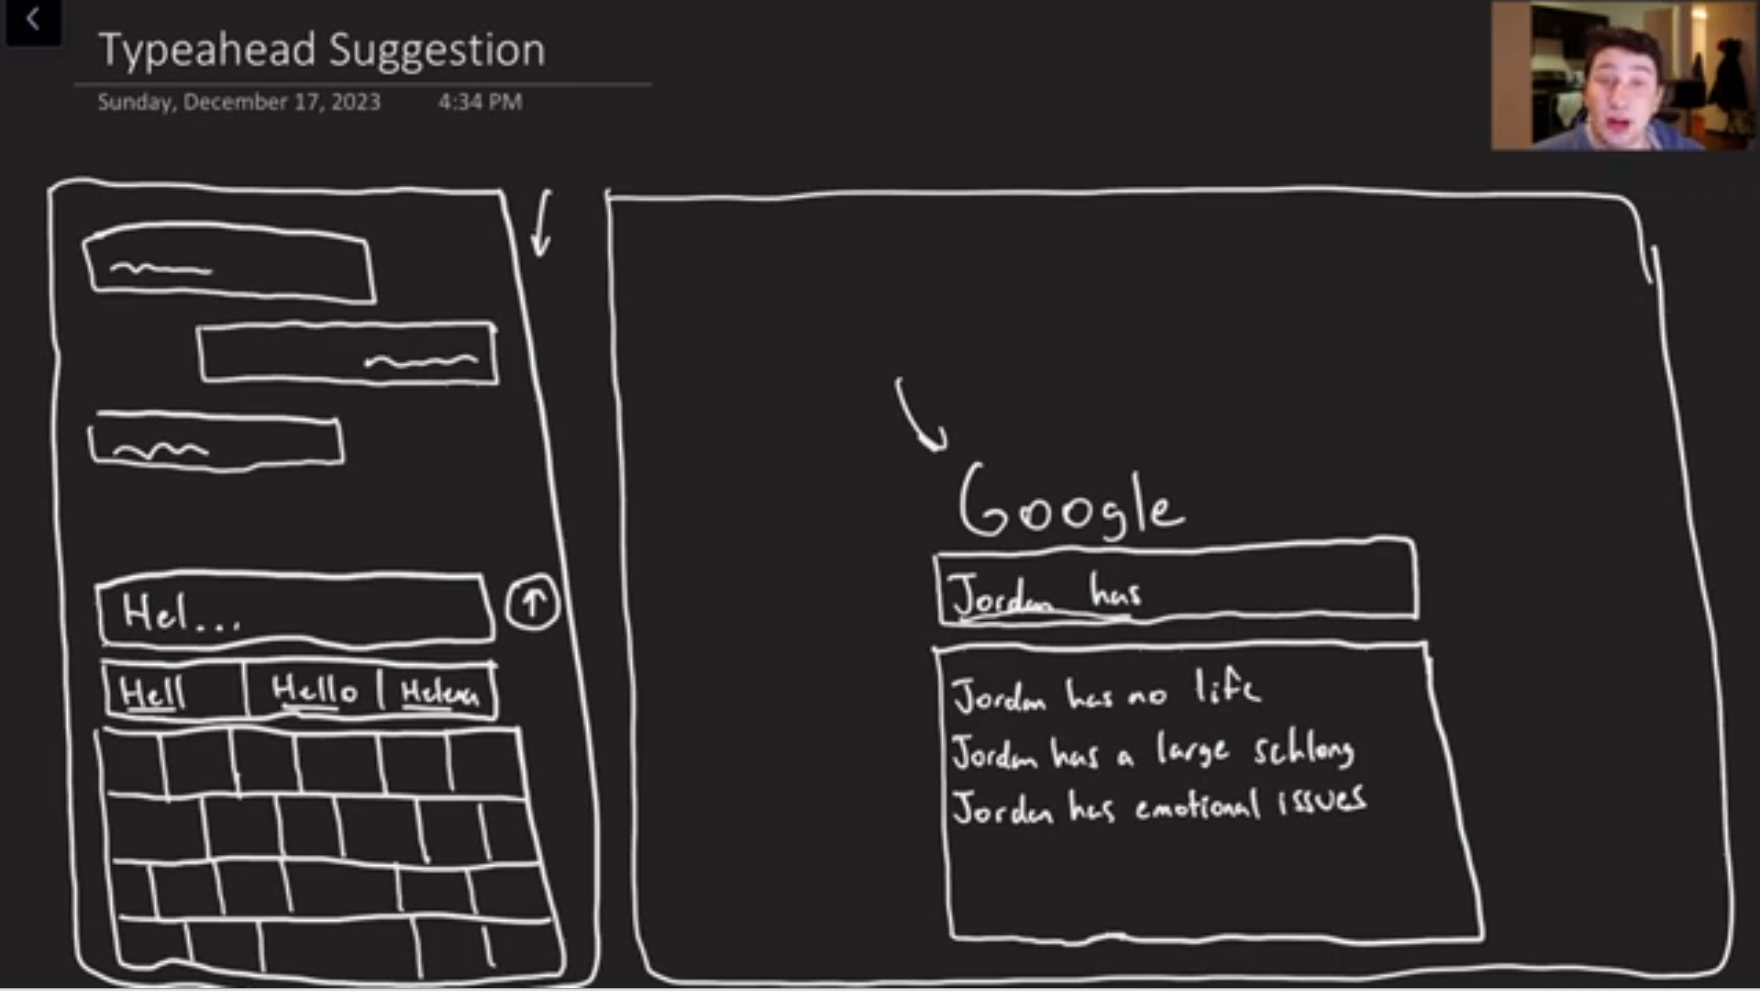 Typeahead Suggestion
Sunday, December 17, 2023 4:34 PM
Hel...
Hell Hello Helena
Google
Jordan has
Jordan has no life
Jordan has a large schlong
Jordan has emotional issues